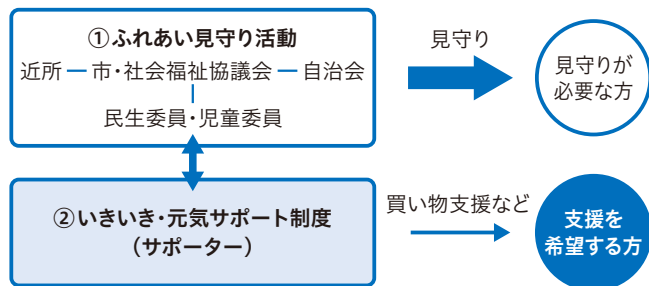 ①ふれあい見守り活動
近所ー市・社会福祉協議会ー自治会
民生委員・児童委員
見守り
見守りが
必要な方
②いきいき・元気サポート制度
（サポーター）
買い物支援など
支援を
希望する方